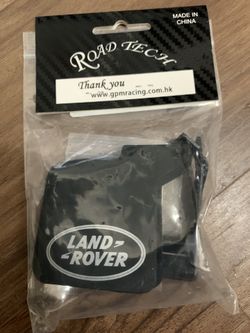 MADE IN
CHINA
ROAD TECH
Thank you
www.gpmracing.com.hk
LAND-
-ROVER